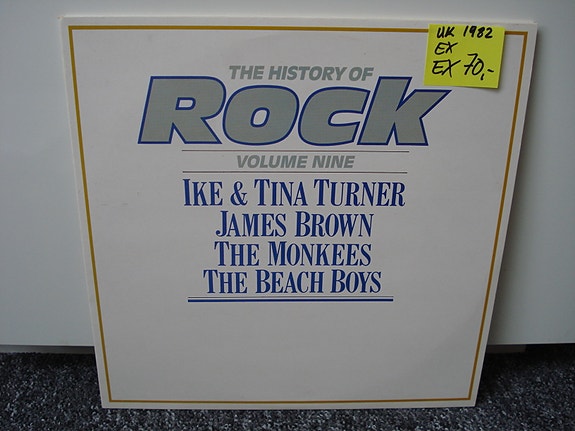 UK 1982
EX
EX 70,-
THE HISTORY OF
ROCK
VOLUME NINE
IKE & TINA TURNER
JAMES BROWN
THE MONKEES
THE BEACH BOYS